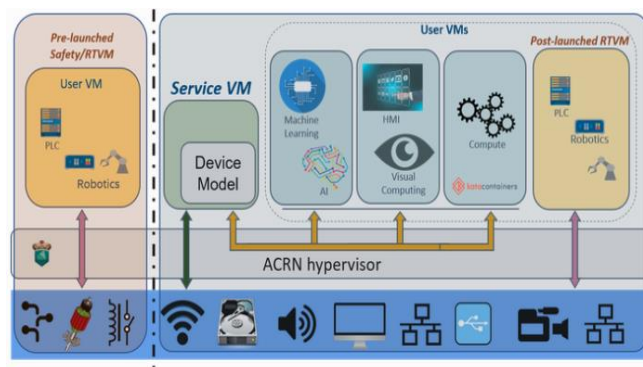 Pre-launched
Safety/RTVM
User VM
PLC
Robotics
Service VM
Device
Model
User VMs
Machine
Learning
AI
HMI
Visual
Computing
Compute
katacontainers
Post-launched RTVM
PLC
Robotics
ACRN hypervisor